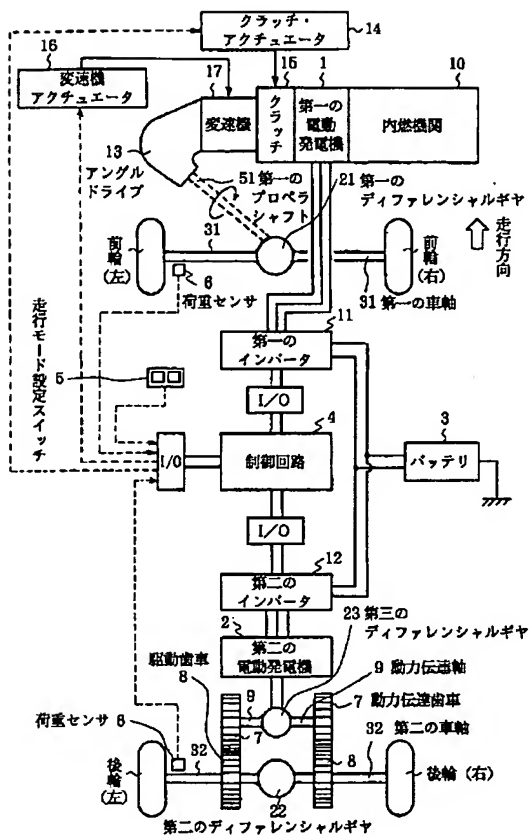 クラッチ・
アクチュエータ
14
16
変速機
アクチュエータ
17
15
1
10
変速機
クラッチ
第一の
電動
発電機
内燃機関
13
アングル
ドライブ
51 第一の
プロペラ
シャフト
21 第一の
ディファレンシャルギヤ
走行方向
31
前輪
(左)
前輪
(右)
6
荷重センサ
31 第一の車軸
11
第一の
インバータ
走行モード設定スイッチ
5
I/O
4
3
I/O
制御回路
バッテリ
I/O
12
第二の
インバータ
23 第三の
ディファレンシャルギヤ
2
第二の
電動発電機
駆動歯車
8
9 動力伝達軸
9
7 動力伝達歯車
7
荷重センサ 6
32
32 第二の車軸
8
後輪
(左)
22
後輪 (右)
第二のディファレンシャルギヤ